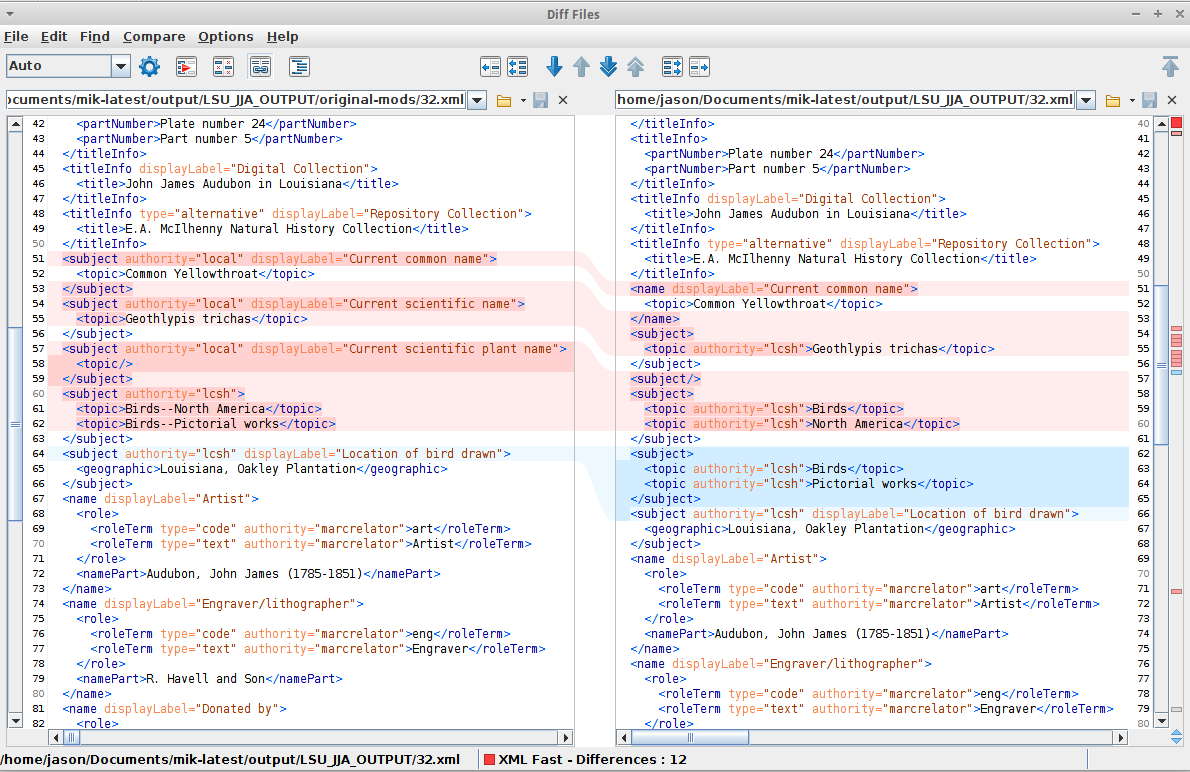 Diff Files
File Edit Find Compare Options Help
Auto
ocuments/mik-latest/output/LSU_JJA_OUTPUT/original-mods/32.xml
42 <partNumber>Plate number 24</partNumber>
43 <partNumber>Part number 5</partNumber>
44 </titleInfo>
45 <titleInfo displayLabel="Digital Collection">
46 <title>John James Audubon in Louisiana</title>
47 </titleInfo>
48 <titleInfo type="alternative" displayLabel="Repository Collection">
49 <title>E.A. McIlhenny Natural History Collection</title>
50 </titleInfo>
51 <subject authority="local" displayLabel="Current common name">
52 <topic>Common Yellowthroat</topic>
53 </subject>
54 <subject authority="local" displayLabel="Current scientific name">
55 <topic>Geothlypis trichas</topic>
56 </subject>
57 <subject authority="local" displayLabel="Current scientific plant name">
58 <topic/>
59 </subject>
60 <subject authority="lcsh">
61 <topic>Birds--North America</topic>
62 <topic>Birds--Pictorial works</topic>
63 </subject>
64 <subject authority="lcsh" displayLabel="Location of bird drawn">
65 <geographic>Louisiana, Oakley Plantation</geographic>
66 </subject>
67 <name displayLabel="Artist">
68 <role>
69 <roleTerm type="code" authority="marcrelator">art</roleTerm>
70 <roleTerm type="text" authority="marcrelator">Artist</roleTerm>
71 </role>
72 <namePart>Audubon, John James (1785-1851)</namePart>
73 </name>
74 <name displayLabel="Engraver/lithographer">
75 <role>
76 <roleTerm type="code" authority="marcrelator">eng</roleTerm>
77 <roleTerm type="text" authority="marcrelator">Engraver</roleTerm>
78 </role>
79 <namePart>R. Havell and Son</namePart>
80 </name>
81 <name displayLabel="Donated by">
82 <role>
home/jason/Documents/mik-latest/output/LSU_JJA_OUTPUT/32.xml
</titleInfo> 40
<titleInfo> 41
<partNumber>Plate number 24</partNumber> 42
<partNumber>Part number 5</partNumber> 43
</titleInfo> 44
<titleInfo displayLabel="Digital Collection"> 45
<title>John James Audubon in Louisiana</title> 46
</titleInfo> 47
<titleInfo type="alternative" displayLabel="Repository Collection"> 48
<title>E.A. McIlhenny Natural History Collection</title> 49
</titleInfo> 50
<name displayLabel="Current common name"> 51
<topic>Common Yellowthroat</topic> 52
</name> 53
<subject> 54
<topic authority="lcsh">Geothlypis trichas</topic> 55
</subject> 56
<subject/> 57
<subject> 58
<topic authority="lcsh">Birds</topic> 59
<topic authority="lcsh">North America</topic> 60
</subject> 61
<subject> 62
<topic authority="lcsh">Birds</topic> 63
<topic authority="lcsh">Pictorial works</topic> 64
</subject> 65
<subject authority="lcsh" displayLabel="Location of bird drawn"> 66
<geographic>Louisiana, Oakley Plantation</geographic> 67
</subject> 68
<name displayLabel="Artist"> 69
<role> 70
<roleTerm type="code" authority="marcrelator">art</roleTerm> 71
<roleTerm type="text" authority="marcrelator">Artist</roleTerm> 72
</role> 73
<namePart>Audubon, John James (1785-1851)</namePart> 74
</name> 75
<name displayLabel="Engraver/lithographer"> 76
<role> 77
<roleTerm type="code" authority="marcrelator">eng</roleTerm> 78
<roleTerm type="text" authority="marcrelator">Engraver</roleTerm> 79
</role> 80
/home/jason/Documents/mik-latest/output/LSU_JJA_OUTPUT/32.xml
XML Fast - Differences : 12